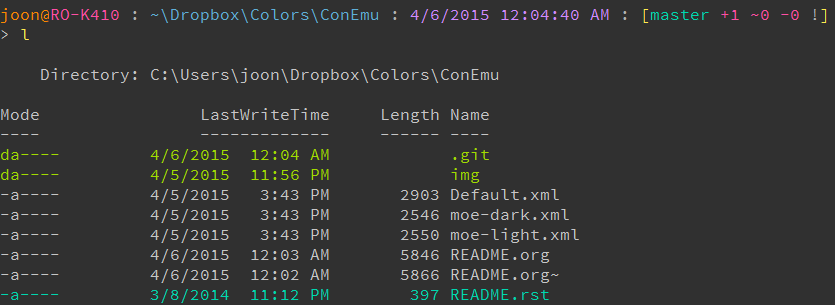 joon@RO-K410 : ~\Dropbox\Colors\ConEmu : 4/6/2015 12:04:40 AM : [master +1 ~0 -0 !]
> l
    Directory: C:\Users\joon\Dropbox\Colors\ConEmu
Mode                LastWriteTime     Length Name
----                -------------     ------ ----
da----         4/6/2015  12:04 AM            .git
da----         4/5/2015  11:56 PM            img
-a----         4/5/2015   3:43 PM       2903 Default.xml
-a----         4/5/2015   3:43 PM       2546 moe-dark.xml
-a----         4/5/2015   3:43 PM       2550 moe-light.xml
-a----         4/6/2015  12:03 AM       5846 README.org
-a----         4/6/2015  12:02 AM       5866 README.org~
-a----         3/8/2014  11:12 PM        397 README.rst